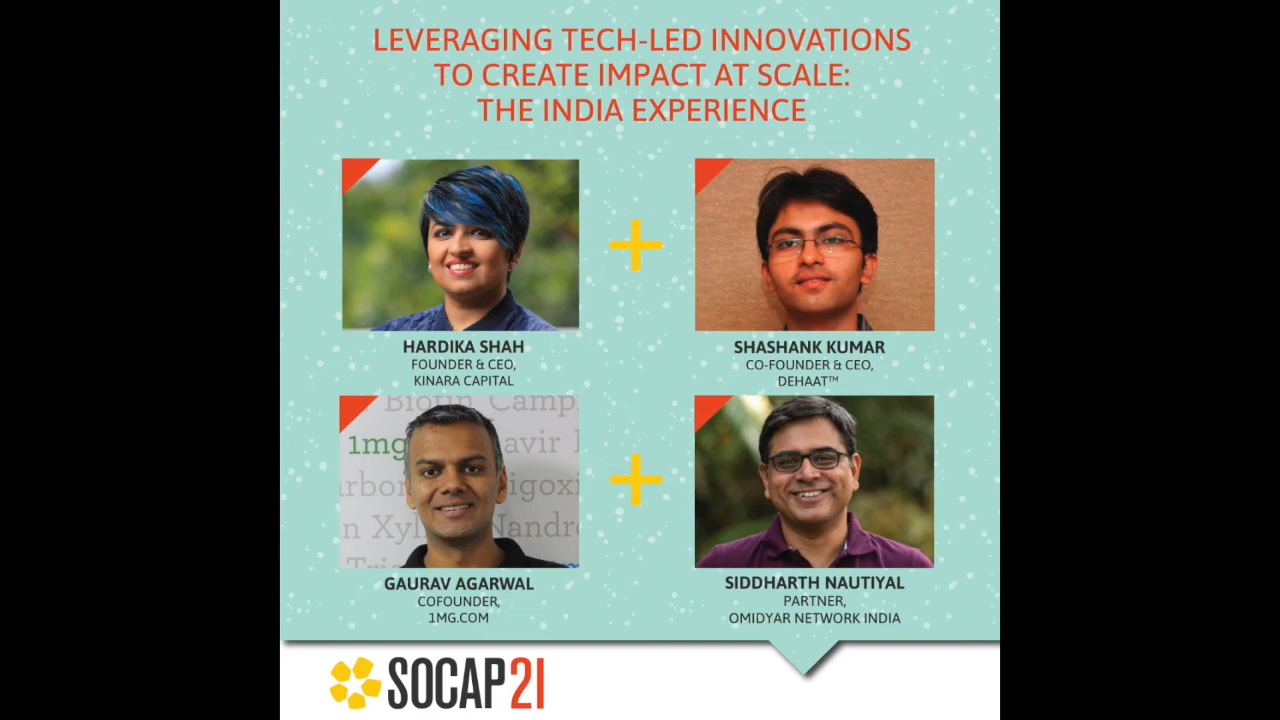 LEVERAGING TECH-LED INNOVATIONS
TO CREATE IMPACT AT SCALE:
THE INDIA EXPERIENCE
HARDIKA SHAH
FOUNDER & CEO,
KINARA CAPITAL
SHASHANK KUMAR
CO-FOUNDER & CEO,
DEHAAT™
1mg
GAURAV AGARWAL
COFOUNDER,
1MG.COM
SIDDHARTH NAUTIYAL
PARTNER,
OMIDYAR NETWORK INDIA
SOCAP21